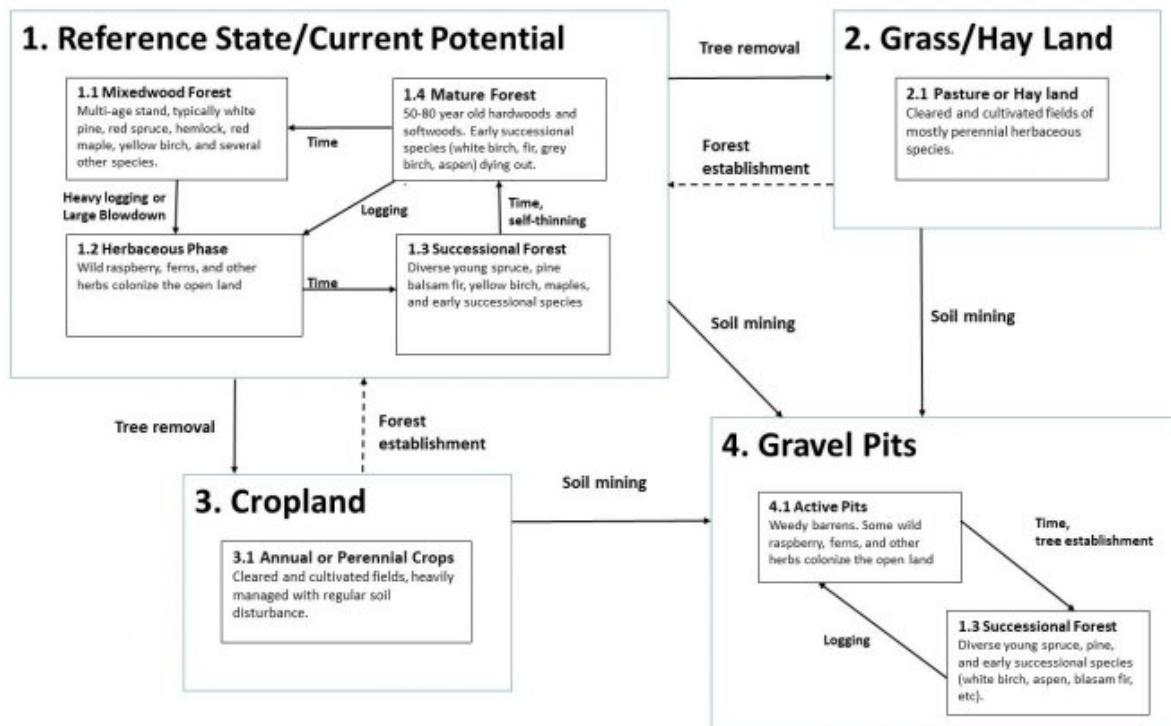 1. Reference State/Current Potential
1.1 Mixedwood Forest
Multi-age stand, typically white
pine, red spruce, hemlock, red
maple, yellow birch, and several
other species.
Time
1.4 Mature Forest
50-80 year old hardwoods and
softwoods. Early successional
species (white birch, fir, grey
birch, aspen) dying out.
Heavy logging or
Large Blowdown
Logging
Time,
self-thinning
1.2 Herbaceous Phase
Wild raspberry, ferns, and other
herbs colonize the open land
Time
1.3 Successional Forest
Diverse young spruce, pine
balsam fir, yellow birch, maples,
and early successional species
Tree removal
Forest
establishment
2. Grass/Hay Land
2.1 Pasture or Hay land
Cleared and cultivated fields of
mostly perennial herbaceous
species.
Soil mining
Soil mining
Tree removal
Forest
establishment
3. Cropland
3.1 Annual or Perennial Crops
Cleared and cultivated fields, heavily
managed with regular soil
disturbance.
Soil mining
4. Gravel Pits
4.1 Active Pits
Weedy barrens. Some wild
raspberry, ferns, and other
herbs colonize the open land
Time,
tree establishment
Logging
1.3 Successional Forest
Diverse young spruce, pine,
and early successional species
(white birch, aspen, blasam fir,
etc).